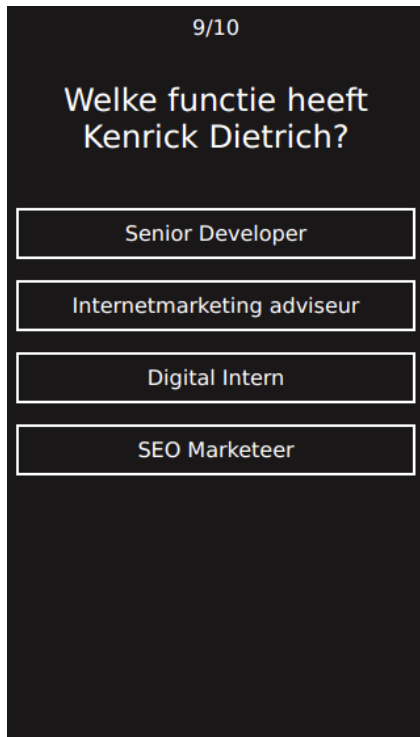 9/10
Welke functie heeft
Kenrick Dietrich?
Senior Developer
Internetmarketing adviseur
Digital Intern
SEO Marketeer